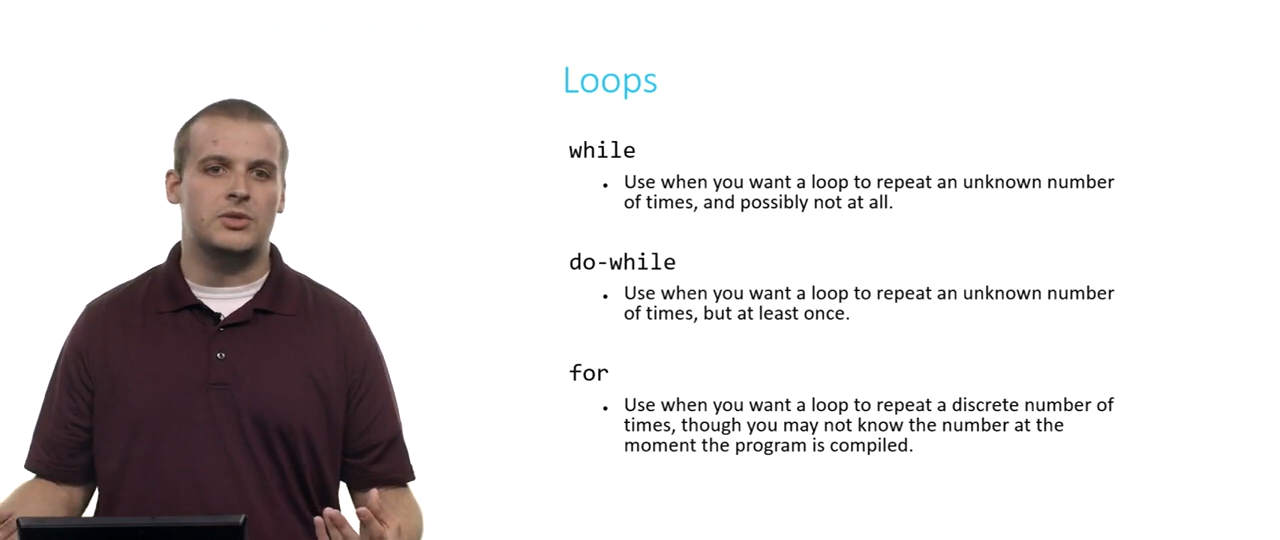 Loops
while
• Use when you want a loop to repeat an unknown number
of times, and possibly not at all.
do-while
• Use when you want a loop to repeat an unknown number
of times, but at least once.
for
• Use when you want a loop to repeat a discrete number of
times, though you may not know the number at the
moment the program is compiled.